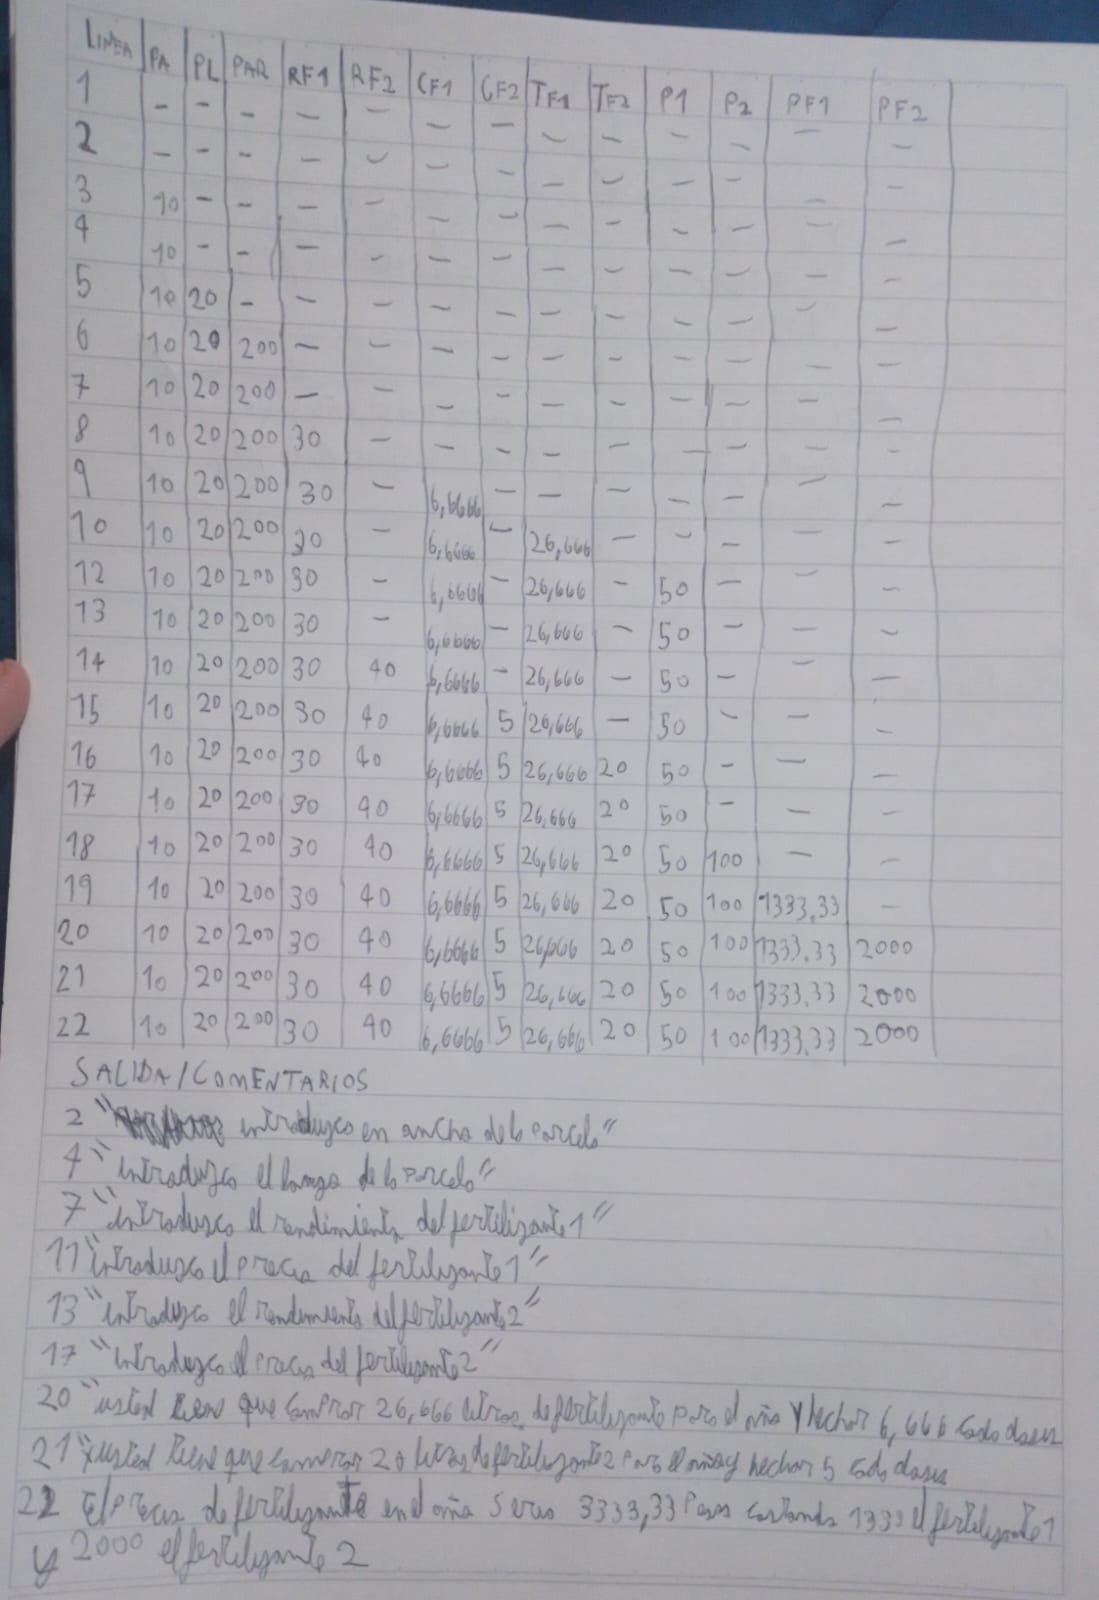 LINEA PA PL PAR RF1 RF2 CF1 CF2 TF1 TF2 P1 P2 PF1 PF2
1 - - - - - - - - - - - - -
2 - - - - - - - - - - - - -
3 10 - - - - - - - - - - - -
4 10 - - - - - - - - - - - -
5 10 20 - - - - - - - - - - -
6 10 20 200 - - - - - - - - - -
7 10 20 200 - - - - - - - - - -
8 10 20 200 30 - - - - - - - - -
9 10 20 200 30 - 6,6666 - - - - - - -
10 10 20 200 30 - 6,6666 - 26,666 - - - - -
12 10 20 200 30 - 6,6666 - 26,666 - 50 - - -
13 10 20 200 30 - 6,6666 - 26,666 - 50 - - -
14 10 20 200 30 40 6,6666 - 26,666 - 50 - - -
15 10 20 200 30 40 6,6666 5 26,666 - 50 - - -
16 10 20 200 30 40 6,6666 5 26,666 20 50 - - -
17 10 20 200 30 40 6,6666 5 26,666 20 50 - - -
18 10 20 200 30 40 6,6666 5 26,666 20 50 100 - -
19 10 20 200 30 40 6,6666 5 26,666 20 50 100 1333,33 -
20 10 20 200 30 40 6,6666 5 26,666 20 50 100 1333,33 2000
21 10 20 200 30 40 6,6666 5 26,666 20 50 100 1333,33 2000
22 10 20 200 30 40 6,6666 5 26,666 20 50 100 1333,33 2000
SALIDA/COMENTARIOS
2 "introduzco en ancho de la parcela"
4 "introduzco el largo de la parcela"
7 "introduzco el rendimiento del fertilizante 1"
11 "introduzco el precio del fertilizante 1"
13 "introduzco el rendimiento del fertilizante 2"
17 "introduzco el precio del fertilizante 2"
20 "usted tiene que comprar 26,666 litros de fertilizante para el año y hechar 6,666 cada dosis
21 "usted tiene que comprar 20 litros de fertilizante 2 para el año y hechar 5 cada dosis
22 El precio de fertilizante en el año seria 3333,33 pesos costando 1333 el fertilizante 1
y 2000 el fertilizante 2